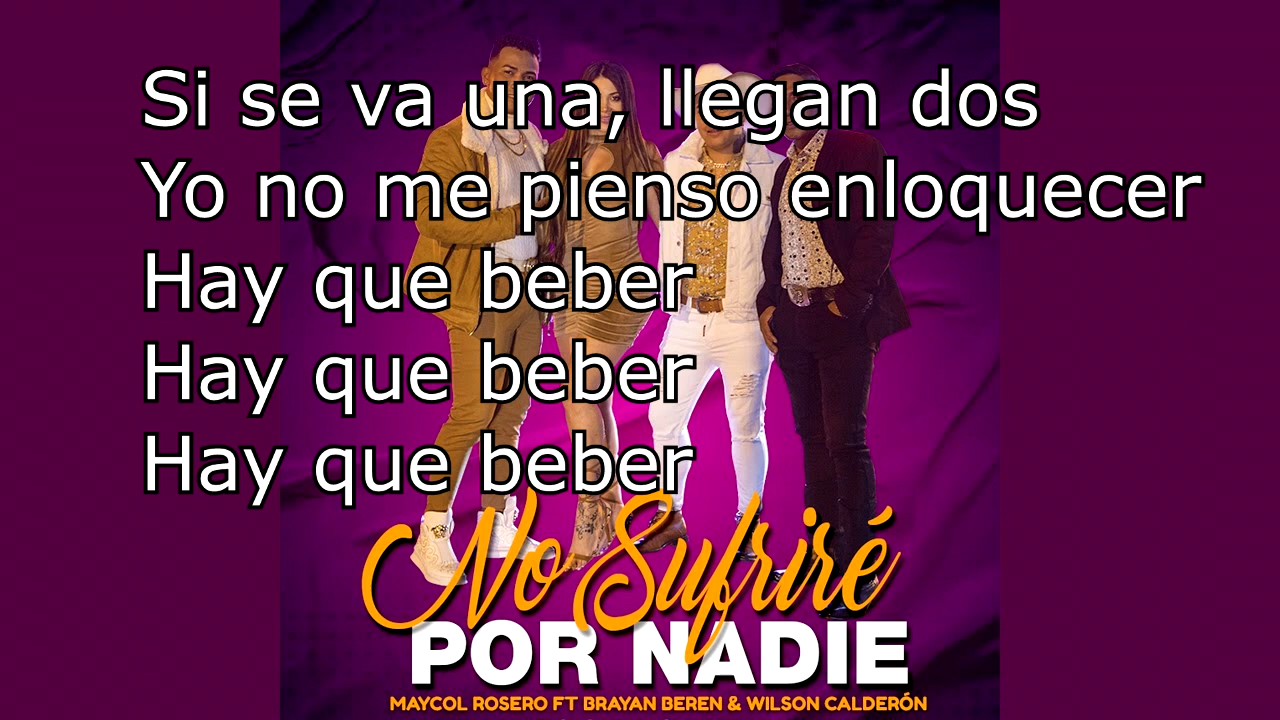 Si se va una, llegan dos
Yo no me pienso enloquecer
Hay que beber
Hay que beber
Hay que beber
No Sufriré
POR NADIE
MAYCOL ROSERO FT BRAYAN BEREN & WILSON CALDERÓN